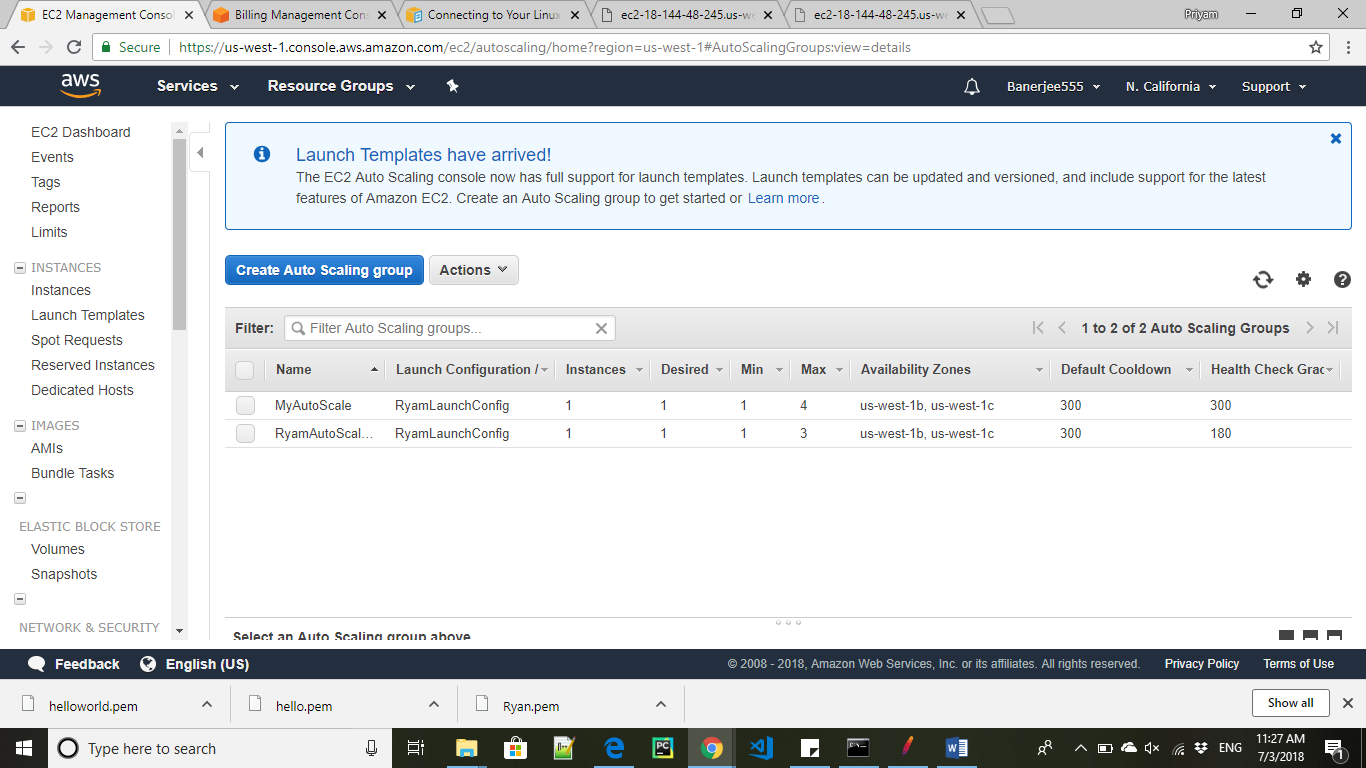 EC2 Management Consol
Billing Management Cons
Connecting to Your Linux
ec2-18-144-48-245.us-we
ec2-18-144-48-245.us-we
Priyam
Secure https://us-west-1.console.aws.amazon.com/ec2/autoscaling/home?region=us-west-1#AutoScalingGroups:view=details
aws Services Resource Groups Banerjee555 N. California Support
EC2 Dashboard
Events
Tags
Reports
Limits
INSTANCES
Instances
Launch Templates
Spot Requests
Reserved Instances
Dedicated Hosts
IMAGES
AMIs
Bundle Tasks
ELASTIC BLOCK STORE
Volumes
Snapshots
NETWORK & SECURITY
Launch Templates have arrived!
The EC2 Auto Scaling console now has full support for launch templates. Launch templates can be updated and versioned, and include support for the latest
features of Amazon EC2. Create an Auto Scaling group to get started or Learn more.
Create Auto Scaling group Actions
Filter: Filter Auto Scaling groups... 1 to 2 of 2 Auto Scaling Groups
Name Launch Configuration / Instances Desired Min Max Availability Zones Default Cooldown Health Check Grac
MyAutoScale RyamLaunchConfig 1 1 1 4 us-west-1b, us-west-1c 300 300
RyamAutoScal... RyamLaunchConfig 1 1 1 3 us-west-1b, us-west-1c 300 180
Select an Auto Scaling group above
Feedback English (US) © 2008 - 2018, Amazon Web Services, Inc. or its affiliates. All rights reserved. Privacy Policy Terms of Use
helloworld.pem hello.pem Ryan.pem Show all
Type here to search ENG 11:27 AM
7/3/2018 1